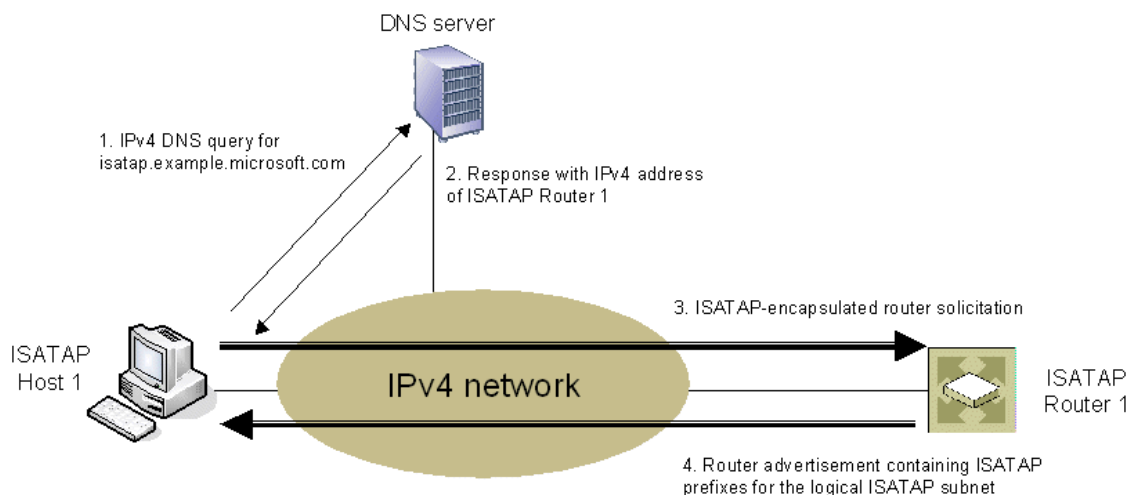 DNS server
1. IPv4 DNS query for
isatap.example.microsoft.com
2. Response with IPv4 address
of ISATAP Router 1
3. ISATAP-encapsulated router solicitation
ISATAP
Host 1
IPv4 network
ISATAP
Router 1
4. Router advertisement containing ISATAP
prefixes for the logical ISATAP subnet